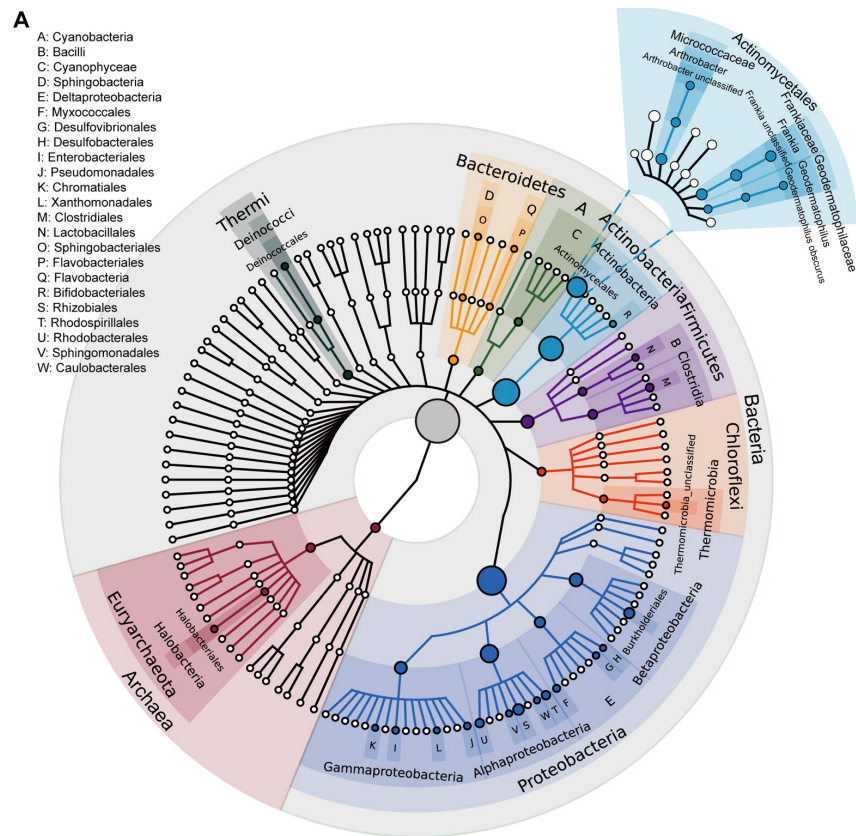 A
A: Cyanobacteria
B: Bacilli
C: Cyanophyceae
D: Sphingbacteria
E: Deltaproteobacteria
F: Myxococcales
G: Desulfovibrionales
H: Desulfobacterales
I: Enterobacteriales
J: Pseudomonadales
K: Chromatiales
L: Xanthomonadales
M: Clostridiales
N: Lactobacillales
O: Sphingobacteriales
P: Flavobacteriales
Q: Flavobacteria
R: Bifidobacteriales
S: Rhizobiales
T: Rhodospirillales
U: Rhodobacterales
V: Sphingomonadales
W: Caulobacterales
Actinomycetales
Micrococcaceae
Arthrobacter
Arthrobacter unclassified
Frankiaceae
Frankia
Frankia unclassified
Geodermatophilaceae
Geodermatophilus
Geodermatophilus obscurus
Thermi
Deinococci
Deinococcales
Bacteroidetes
D
O
Q
P
A
C
Actinobacteria
Actinobacteria
Actinomycetales
R
Firmicutes
B
N
Clostridia
M
Bacteria
Chloroflexi
Thermomicrobia
Thermomicrobia_unclassified
Proteobacteria
Betaproteobacteria
Burkholderiales
E
H
G
F
T
W
Alphaproteobacteria
S
V
U
J
Gammaproteobacteria
L
I
K
Archaea
Euryarchaeota
Halobacteria
Halobacteriales